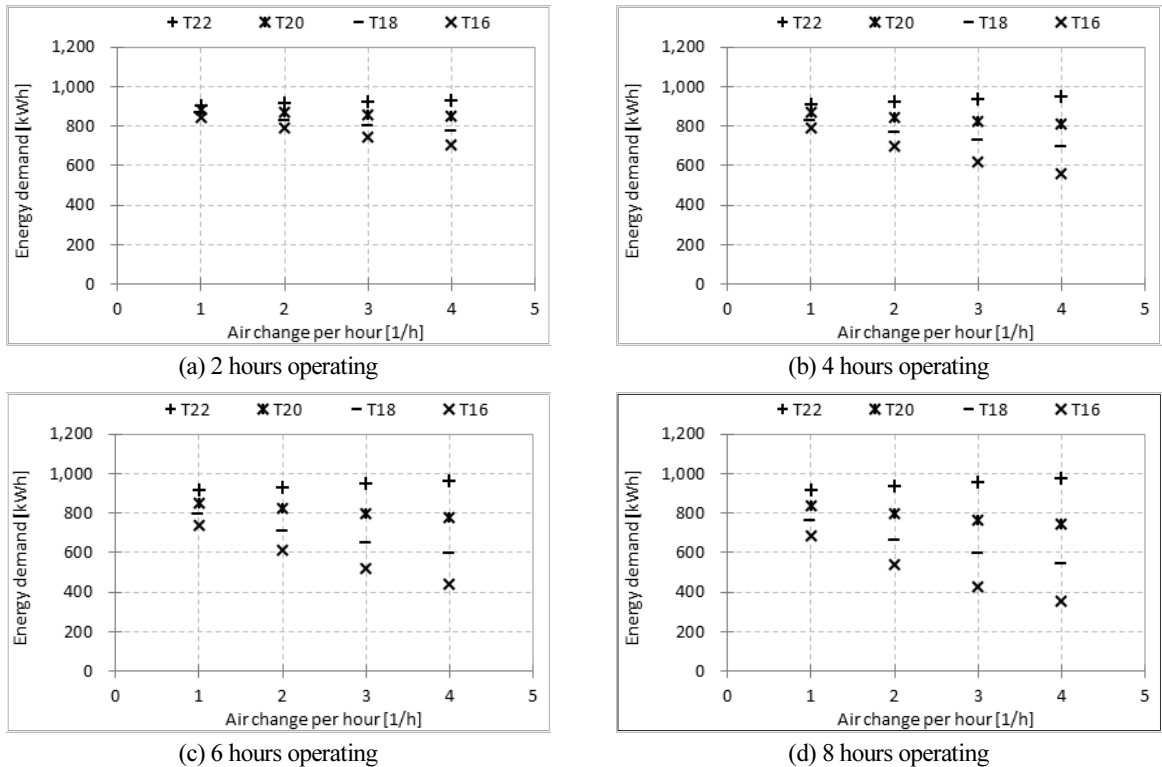 + T22 ж T20 – T18 × T16
1,200
1,000
800
600
400
200
0
0 1 2 3 4 5
Energy demand [kWh]
Air change per hour [1/h]
(a) 2 hours operating
+ T22 ж T20 – T18 × T16
1,200
1,000
800
600
400
200
0
0 1 2 3 4 5
Energy demand [kWh]
Air change per hour [1/h]
(b) 4 hours operating
+ T22 ж T20 – T18 × T16
1,200
1,000
800
600
400
200
0
0 1 2 3 4 5
Energy demand [kWh]
Air change per hour [1/h]
(c) 6 hours operating
+ T22 ж T20 – T18 × T16
1,200
1,000
800
600
400
200
0
0 1 2 3 4 5
Energy demand [kWh]
Air change per hour [1/h]
(d) 8 hours operating